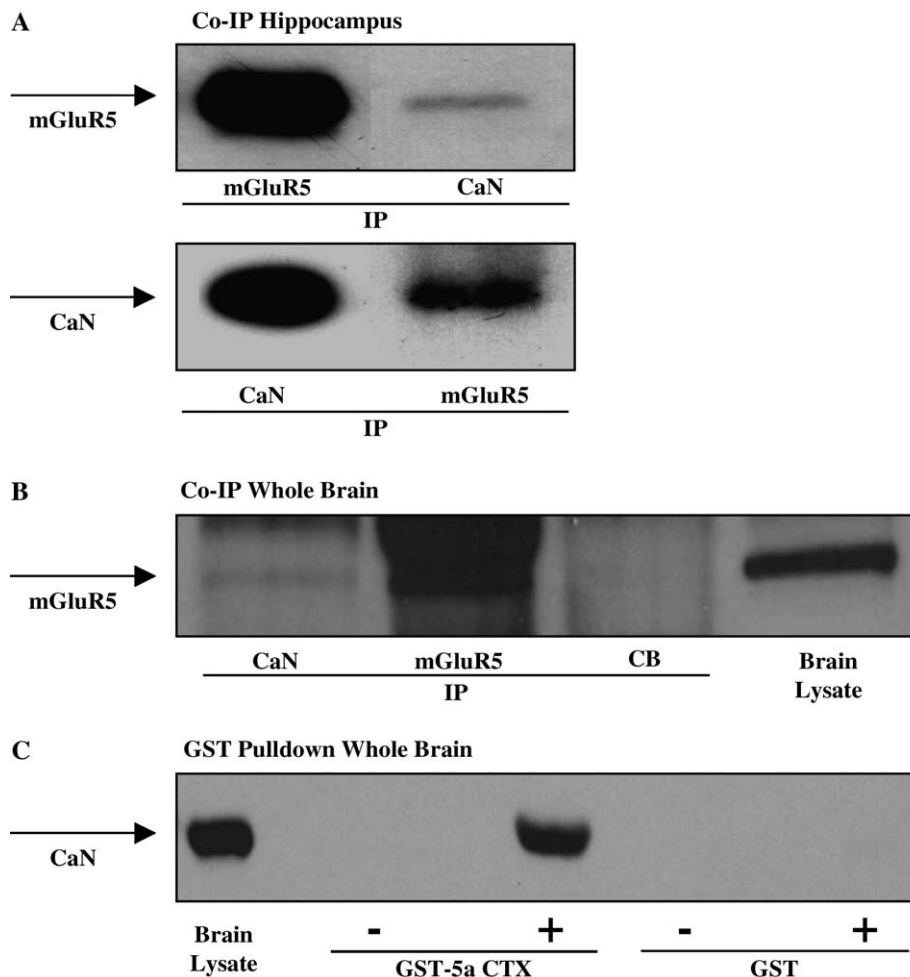 A
Co-IP Hippocampus
mGluR5
mGluR5 CaN
IP
CaN
CaN mGluR5
IP
B
Co-IP Whole Brain
mGluR5
CaN mGluR5 CB Brain
IP Lysate
C
GST Pulldown Whole Brain
CaN
Brain - + - +
Lysate GST-5a CTX GST